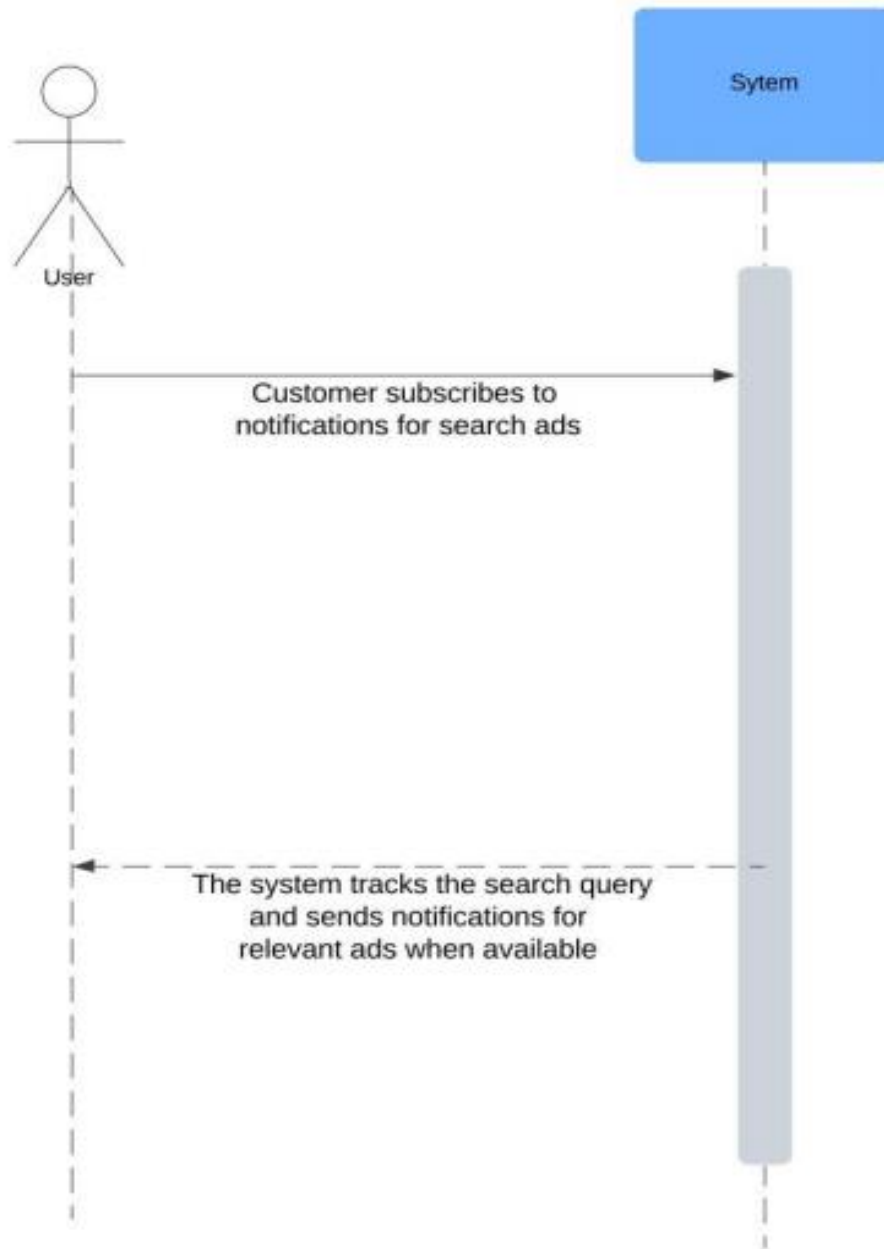 Sytem
User
Customer subscribes to
notifications for search ads
The system tracks the search query
and sends notifications for
relevant ads when available